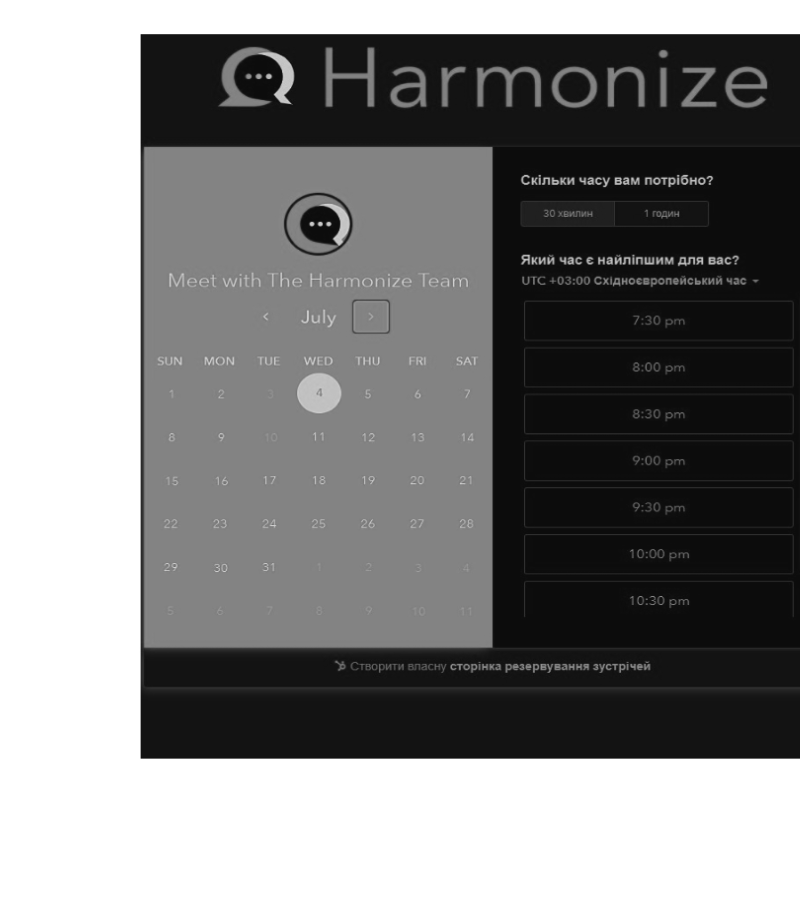 Harmonize
Meet with The Harmonize Team
July
SUN MON TUE WED THU FRI SAT
1 2 3 4 5 6 7
8 9 10 11 12 13 14
15 16 17 18 19 20 21
22 23 24 25 26 27 28
29 30 31 1 2 3 4
5 6 7 8 9 10 11
Скільки часу вам потрібно?
30 хвилин 1 годин
Який час є найліпшим для вас?
UTC +03:00 Східноєвропейський час
7:30 pm
8:00 pm
8:30 pm
9:00 pm
9:30 pm
10:00 pm
10:30 pm
Створити власну сторінка резервування зустрічей